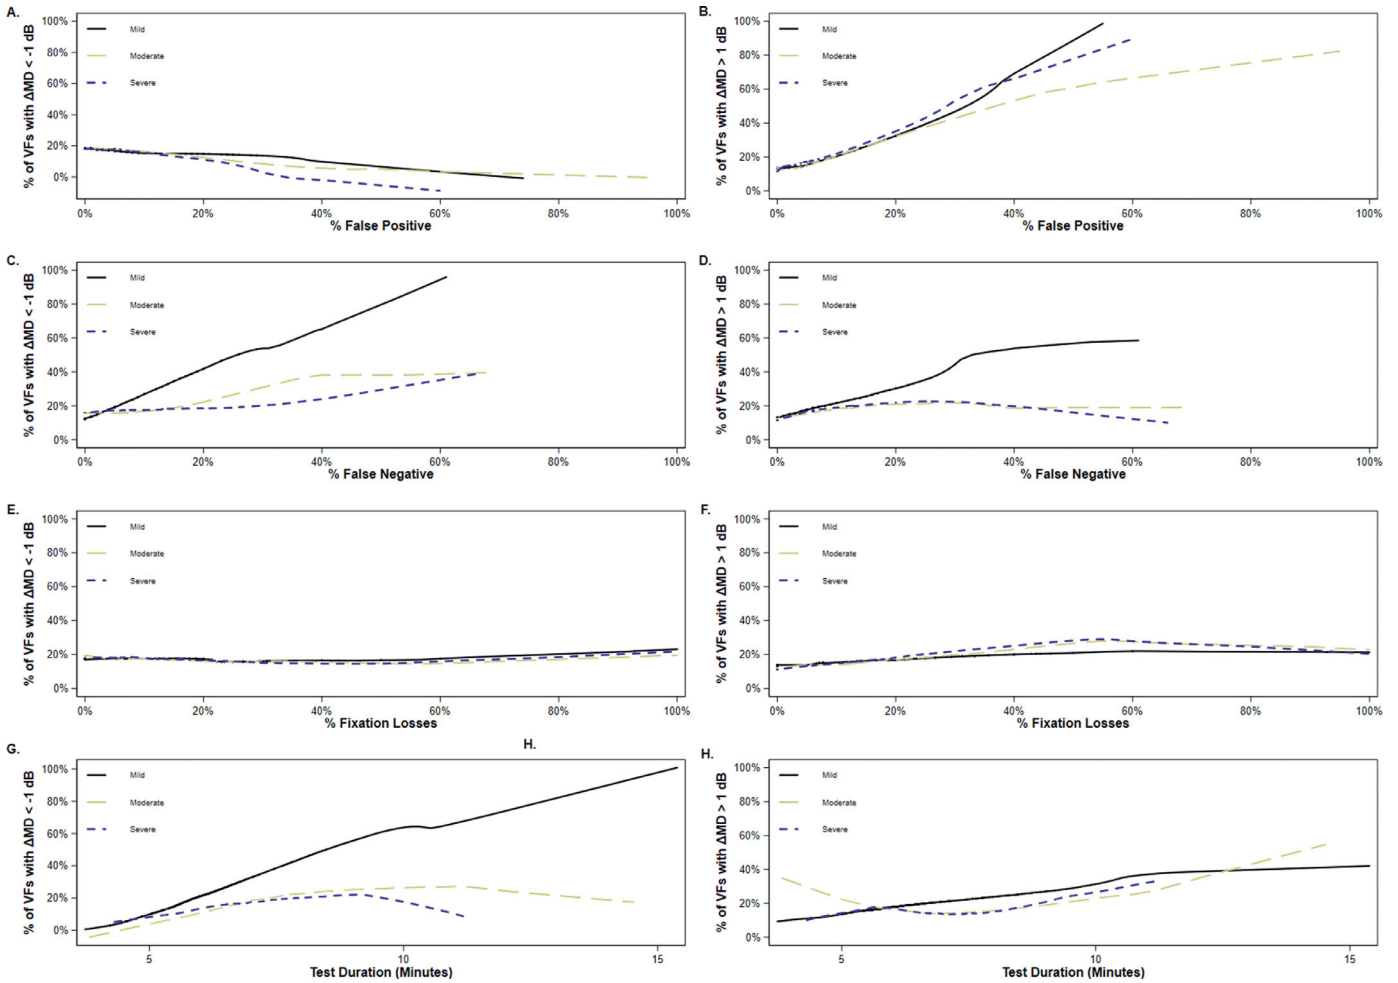 A.
% of VFs with ΔMD < -1 dB
100%
80%
60%
40%
20%
0%
Mild
Moderate
Severe
0% 20% 40% 60% 80% 100%
% False Positive
B.
% of VFs with ΔMD > 1 dB
100%
80%
60%
40%
20%
0%
Mild
Moderate
Severe
0% 20% 40% 60% 80% 100%
% False Positive
C.
% of VFs with ΔMD < -1 dB
100%
80%
60%
40%
20%
0%
Mild
Moderate
Severe
0% 20% 40% 60% 80% 100%
% False Negative
D.
% of VFs with ΔMD > 1 dB
100%
80%
60%
40%
20%
0%
Mild
Moderate
Severe
0% 20% 40% 60% 80% 100%
% False Negative
E.
% of VFs with ΔMD < -1 dB
100%
80%
60%
40%
20%
0%
Mild
Moderate
Severe
0% 20% 40% 60% 80% 100%
% Fixation Losses
F.
% of VFs with ΔMD > 1 dB
100%
80%
60%
40%
20%
0%
Mild
Moderate
Severe
0% 20% 40% 60% 80% 100%
% Fixation Losses
G.
H.
% of VFs with ΔMD < -1 dB
100%
80%
60%
40%
20%
0%
Mild
Moderate
Severe
5 10 15
Test Duration (Minutes)
H.
% of VFs with ΔMD > 1 dB
100%
80%
60%
40%
20%
0%
Mild
Moderate
Severe
5 10 15
Test Duration (Minutes)